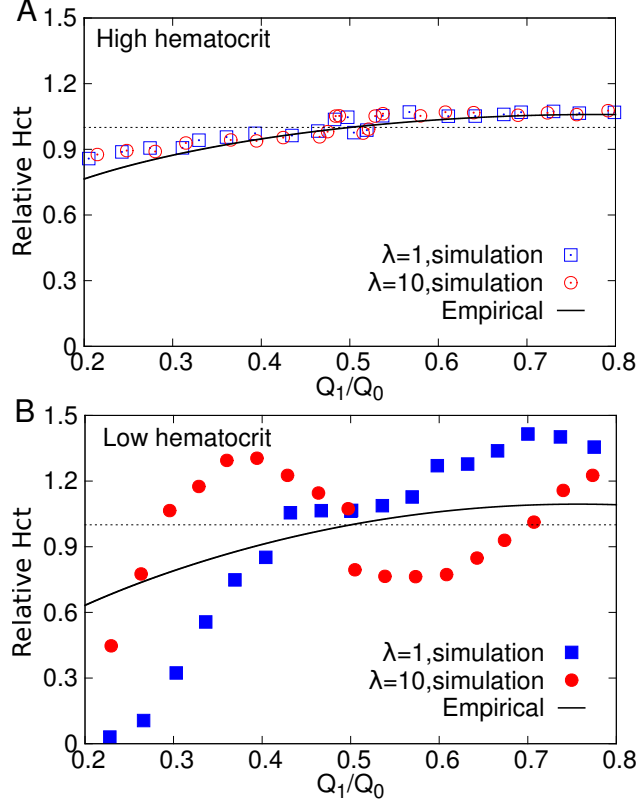 A
High hematocrit
1.5
1.2
0.9
0.6
0.3
0
Relative Hct
λ=1,simulation
λ=10,simulation
Empirical
0.2 0.3 0.4 0.5 0.6 0.7 0.8
Q1/Q0
B
Low hematocrit
1.5
1.2
0.9
0.6
0.3
0
Relative Hct
λ=1,simulation
λ=10,simulation
Empirical
0.2 0.3 0.4 0.5 0.6 0.7 0.8
Q1/Q0